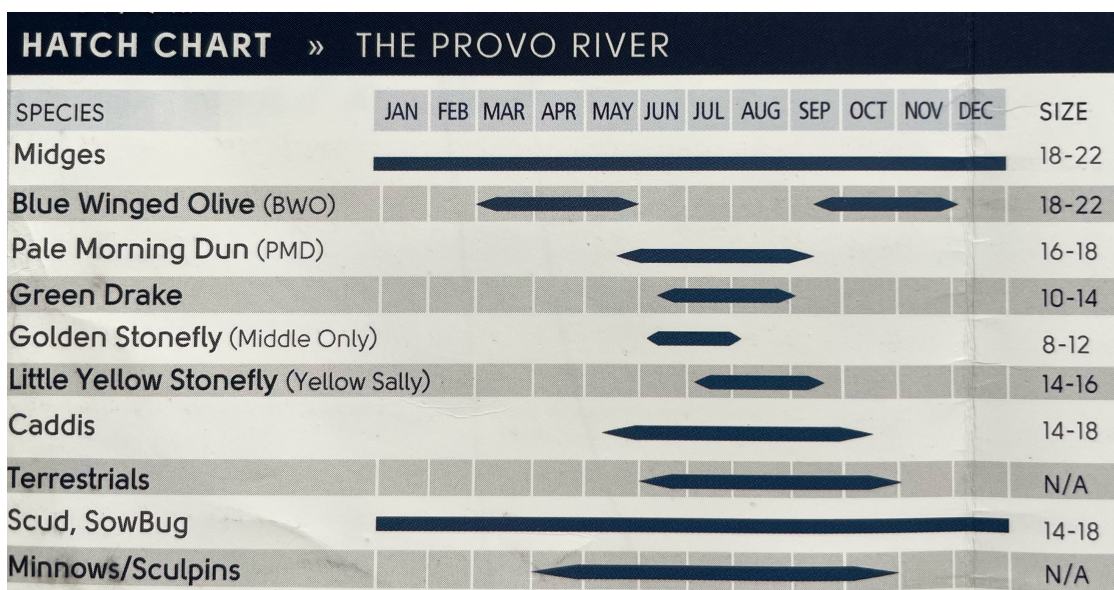 HATCH CHART » THE PROVO RIVER
SPECIES JAN FEB MAR APR MAY JUN JUL AUG SEP OCT NOV DEC SIZE
Midges 18-22
Blue Winged Olive (BWO) 18-22
Pale Morning Dun (PMD) 16-18
Green Drake 10-14
Golden Stonefly (Middle Only) 8-12
Little Yellow Stonefly (Yellow Sally) 14-16
Caddis 14-18
Terrestrials N/A
Scud, SowBug 14-18
Minnows/Sculpins N/A